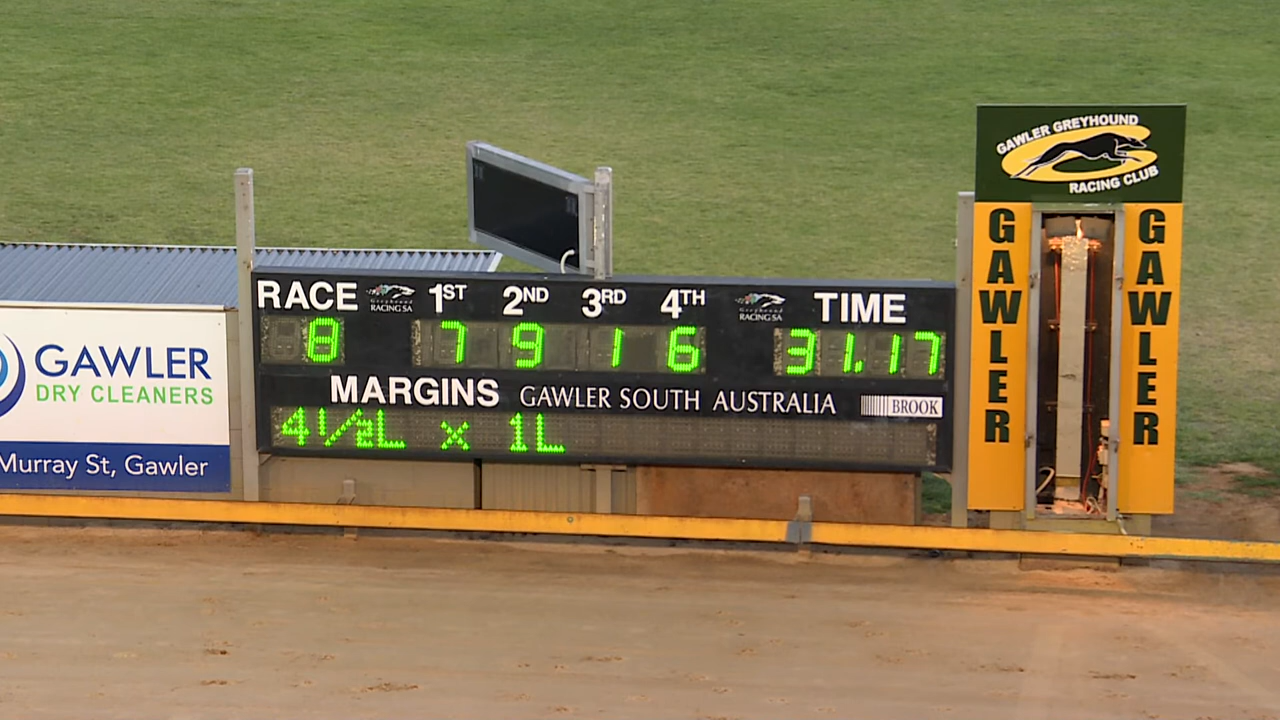 GAWLER GREYHOUND
RACING CLUB
GAWLER
GAWLER
RACE 1ST 2ND 3RD 4TH TIME
Greyhound
RACING SA
Greyhound
RACING SA
8 7 9 1 6 31.17
MARGINS GAWLER SOUTH AUSTRALIA BROOK
4½L x 1L
GAWLER
DRY CLEANERS
Murray St, Gawler